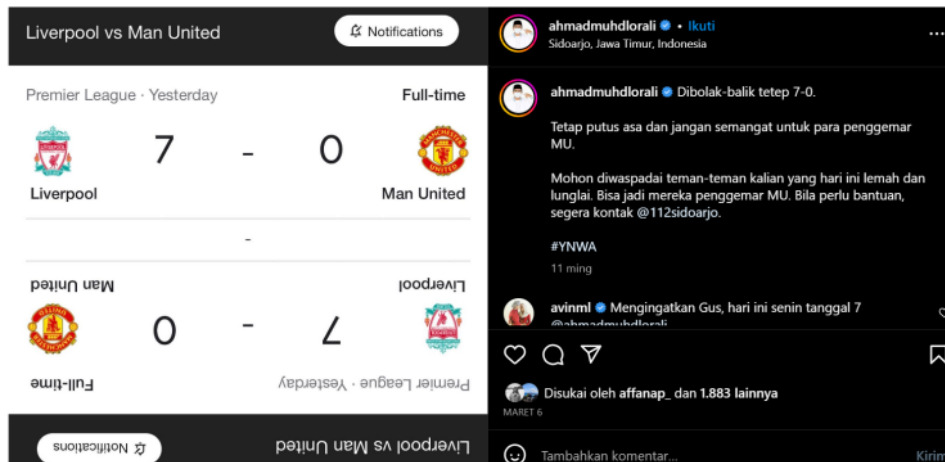 Liverpool vs Man United
Notifications
Premier League · Yesterday
Full-time
7 - 0
Liverpool
Man United
-
Man United
Liverpool
0 - 7
Full-time
Premier League · Yesterday
Notifications
Liverpool vs Man United
ahmadmuhdlorali • Ikuti
Sidoarjo, Jawa Timur, Indonesia
ahmadmuhdlorali Dibolak-balik tetep 7-0.
Tetap putus asa dan jangan semangat untuk para penggemar
MU.
Mohon diwaspadai teman-teman kalian yang hari ini lemah dan
lunglai. Bisa jadi mereka penggemar MU. Bila perlu bantuan,
segera kontak @112sidoarjo.
#YNWA
11 ming
avinml Mengingatkan Gus, hari ini senin tanggal 7
@ahmadmuhdlorali
Disukai oleh affanap_ dan 1.883 lainnya
MARET 6
Tambahkan komentar...
Kirim